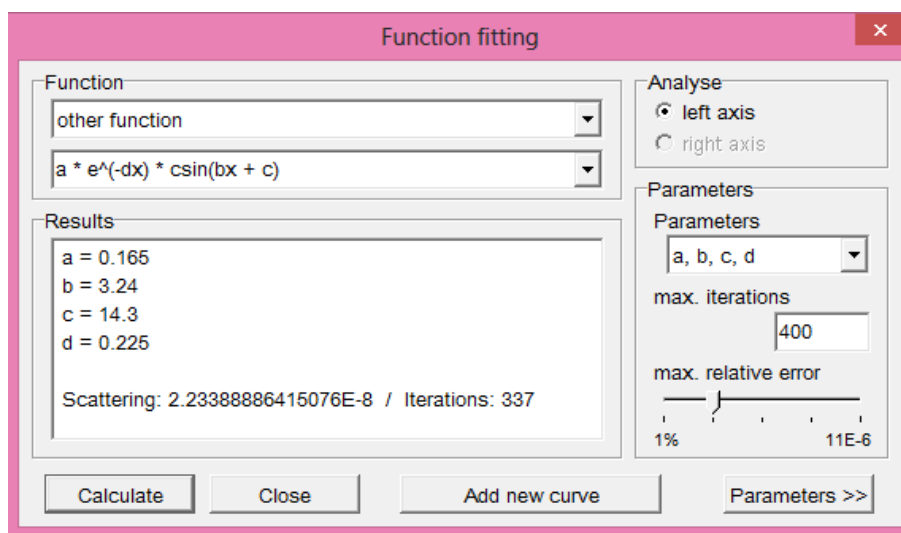 Function fitting
Function
other function
a * e^(-dx) * csin(bx + c)
Results
a = 0.165
b = 3.24
c = 14.3
d = 0.225
Scattering: 2.23388886415076E-8 / Iterations: 337
Analyse
left axis
right axis
Parameters
Parameters
a, b, c, d
max. iterations
400
max. relative error
1% 11E-6
Calculate Close Add new curve Parameters >>